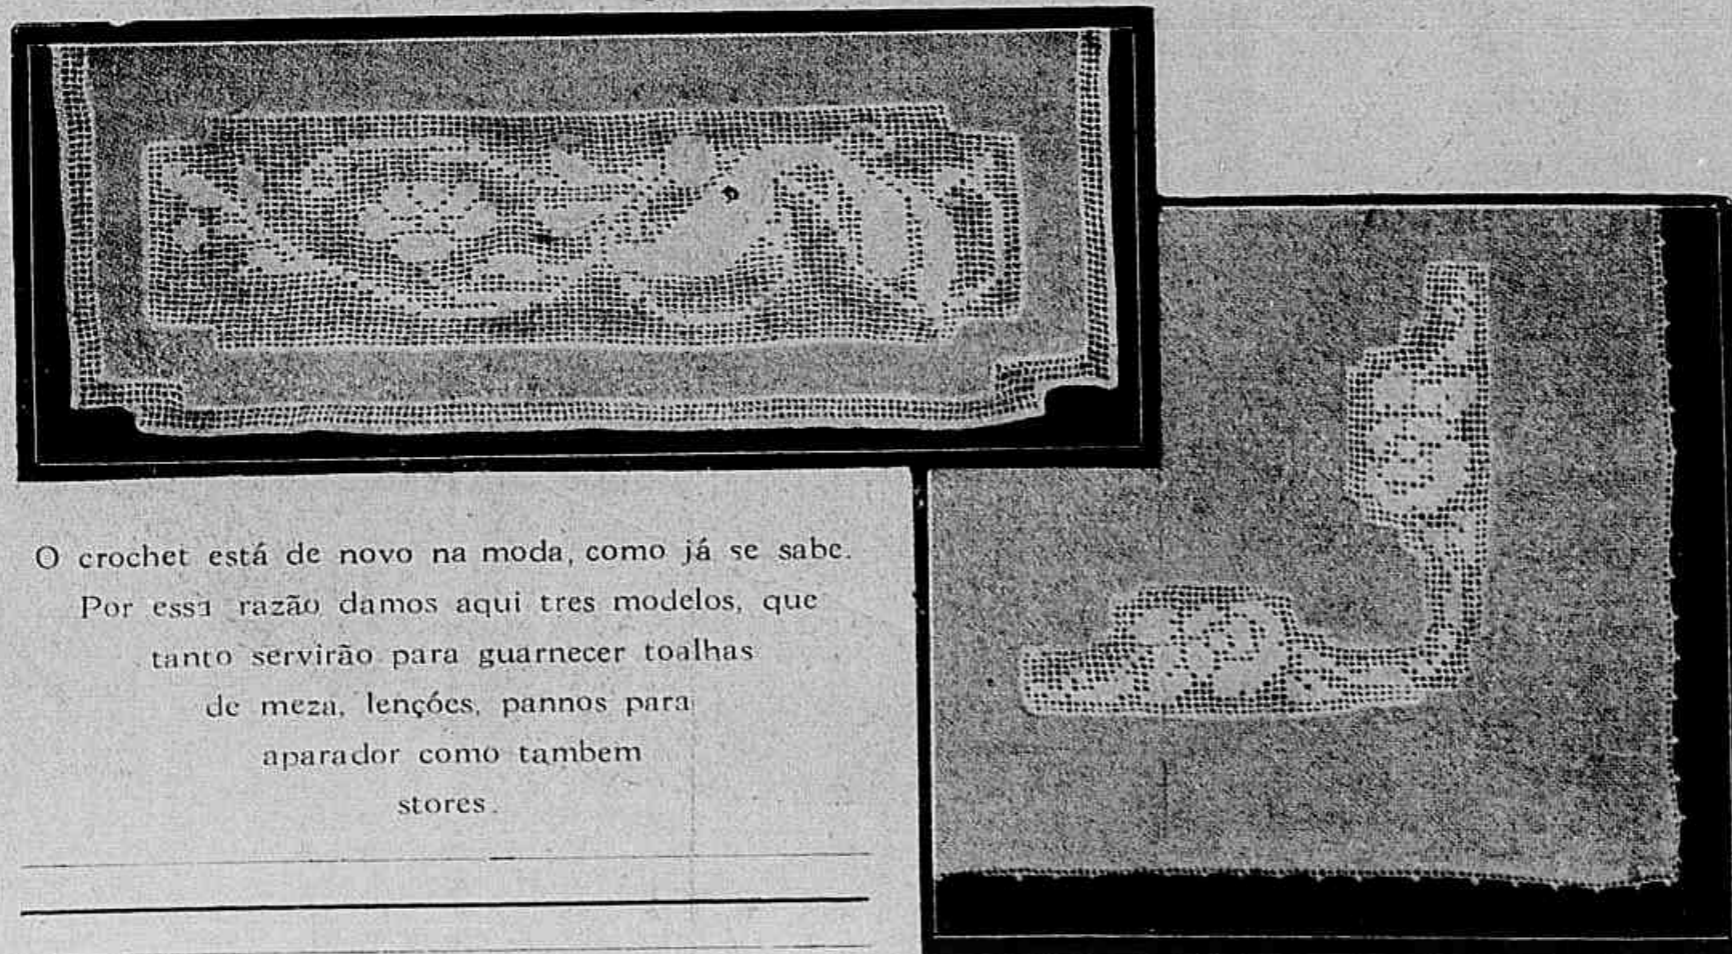 O crochet está de novo na moda, como já se sabe.
Por essa razão damos aqui tres modelos, que
tanto servirão para guarnecer toalhas
de meza, lenções, pannos para
aparador como tambem
stores.